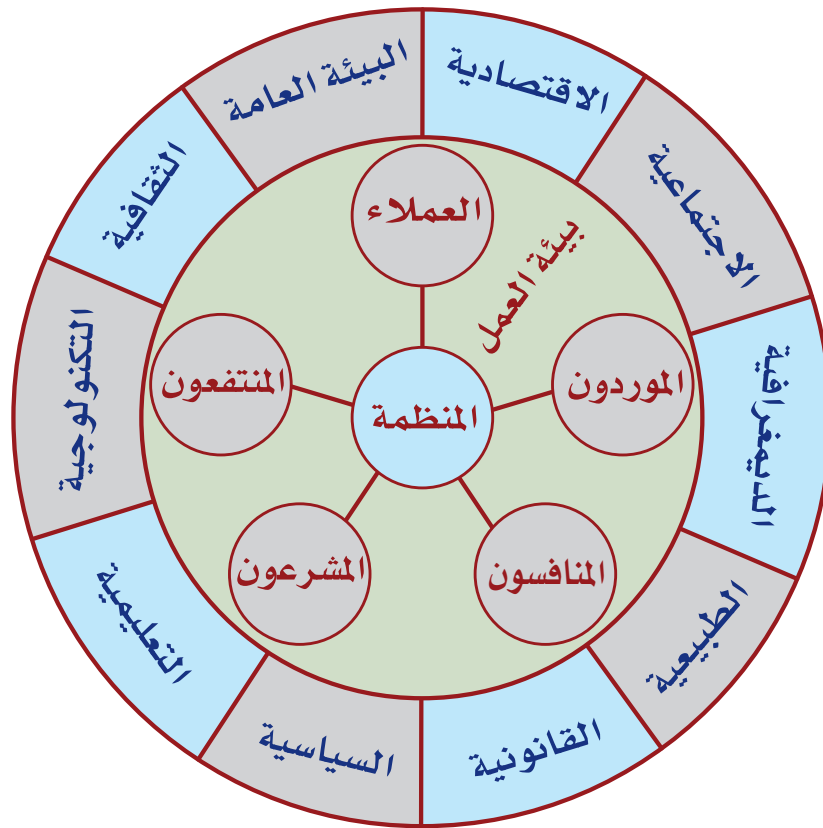 البيئة العامة
الاقتصادية
الاجتماعية
الديمغرافية
الطبيعية
القانونية
السياسية
التعليمية
التكنولوجية
الثقافية
بيئة العمل
العملاء
الموردون
المنافسون
المشرعون
المنتفعون
المنظمة